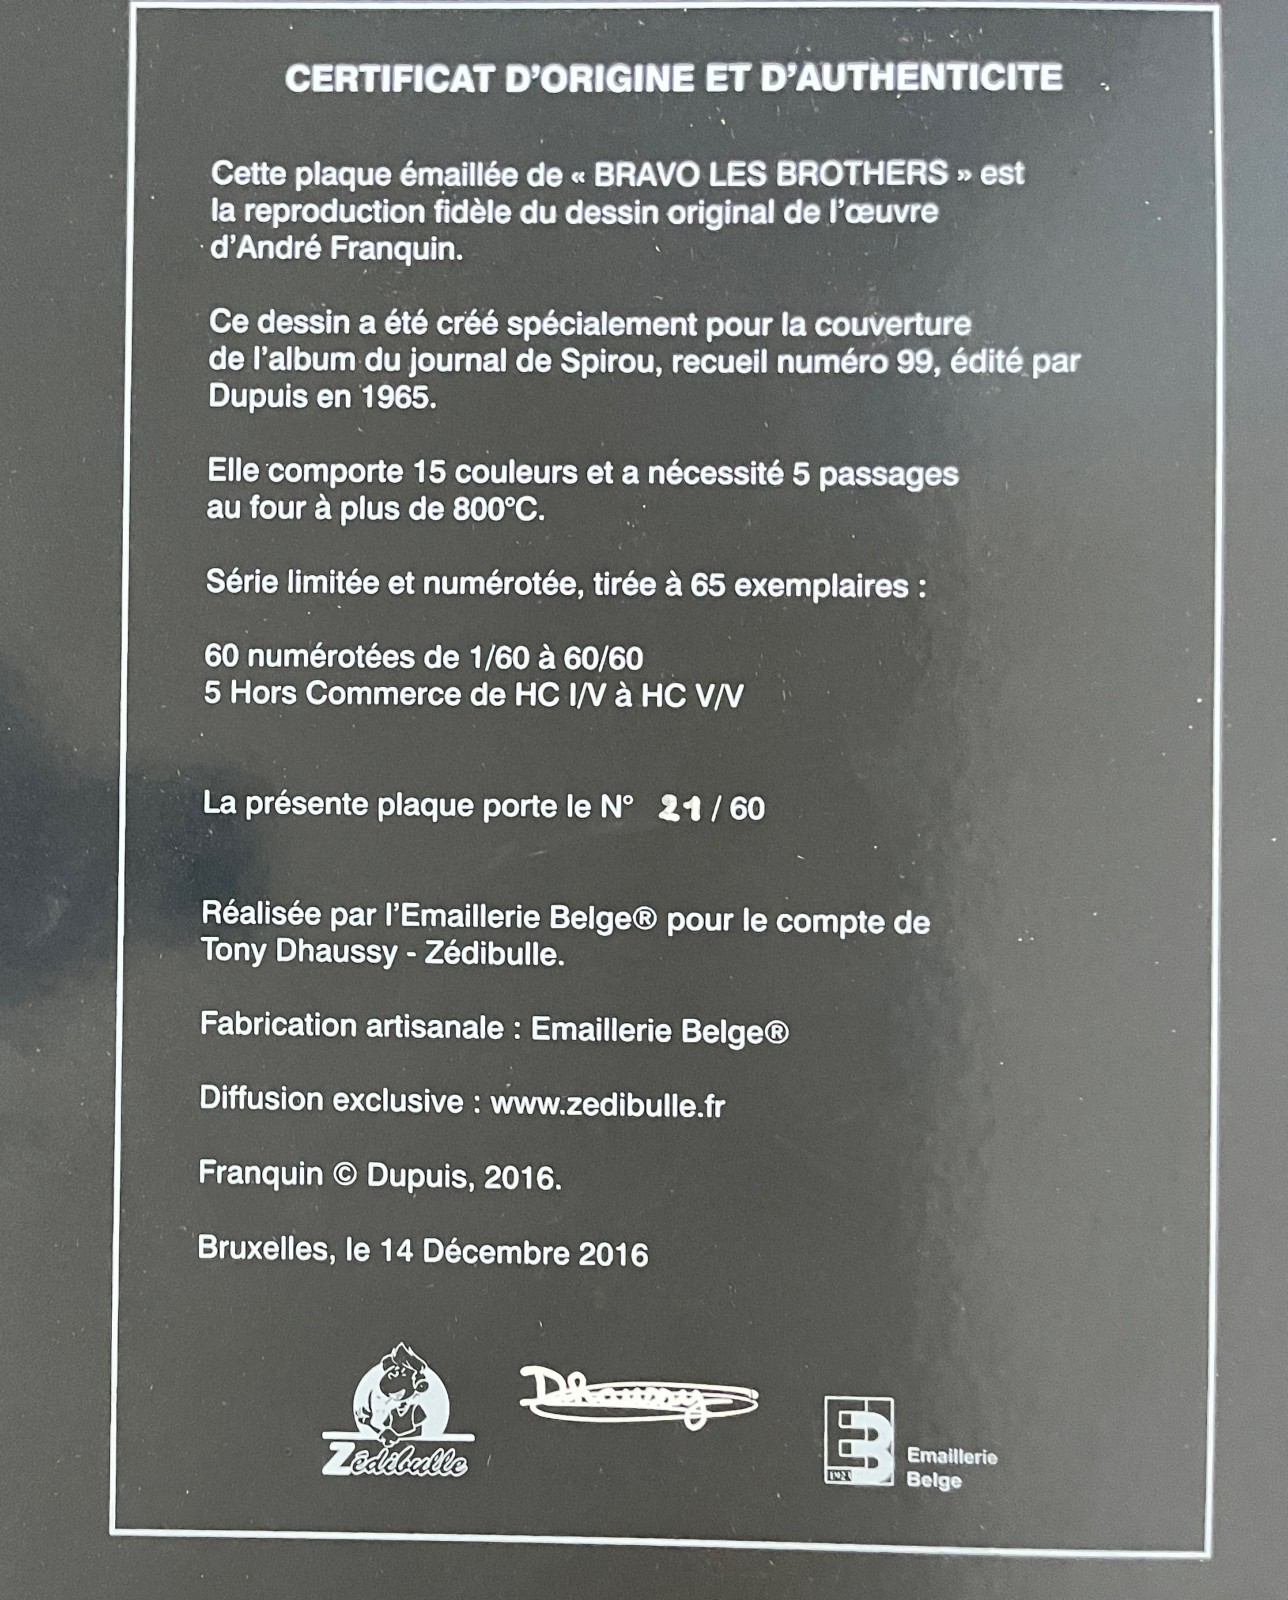 CERTIFICAT D'ORIGINE ET D'AUTHENTICITE
Cette plaque émaillée de « BRAVO LES BROTHERS » est
la reproduction fidèle du dessin original de l'œuvre
d'André Franquin.
Ce dessin a été créé spécialement pour la couverture
de l'album du journal de Spirou, recueil numéro 99, édité par
Dupuis en 1965.
Elle comporte 15 couleurs et a nécessité 5 passages
au four à plus de 800°C.
Série limitée et numérotée, tirée à 65 exemplaires :
60 numérotées de 1/60 à 60/60
5 Hors Commerce de HC I/V à HC V/V
La présente plaque porte le N° 21 / 60
Réalisée par l'Emaillerie Belge® pour le compte de
Tony Dhaussy - Zédibulle.
Fabrication artisanale : Emaillerie Belge®
Diffusion exclusive : www.zedibulle.fr
Franquin © Dupuis, 2016.
Bruxelles, le 14 Décembre 2016
Zédibulle
Dhaussy
EB
Emaillerie
Belge